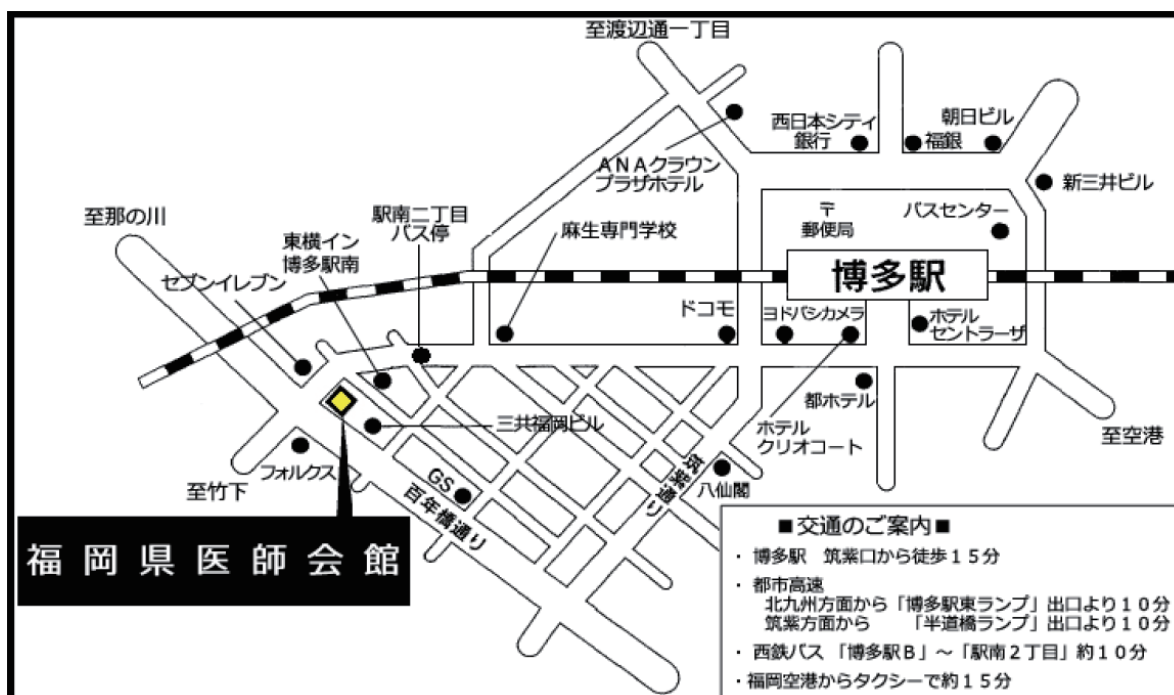 至渡辺通一丁目
西日本シティ
銀行
福銀
朝日ビル
ANAクラウン
プラザホテル
新三井ビル
至那の川
駅南二丁目
バス停
東横イン
博多駅南
麻生専門学校
〒
郵便局
バスセンター
セブンイレブン
博多駅
ドコモ
ヨドバシカメラ
ホテル
セントラーザ
三共福岡ビル
都ホテル
ホテル
クリオコート
至空港
フォルクス
至竹下
GS
百年橋通り
筑紫通り
八仙閣
福岡県医師会館
■交通のご案内■
・博多駅 筑紫口から徒歩15分
・都市高速
北九州方面から「博多駅東ランプ」出口より10分
筑紫方面から 「半道橋ランプ」出口より10分
・西鉄バス「博多駅B」~「駅南2丁目」約10分
・福岡空港からタクシーで約15分